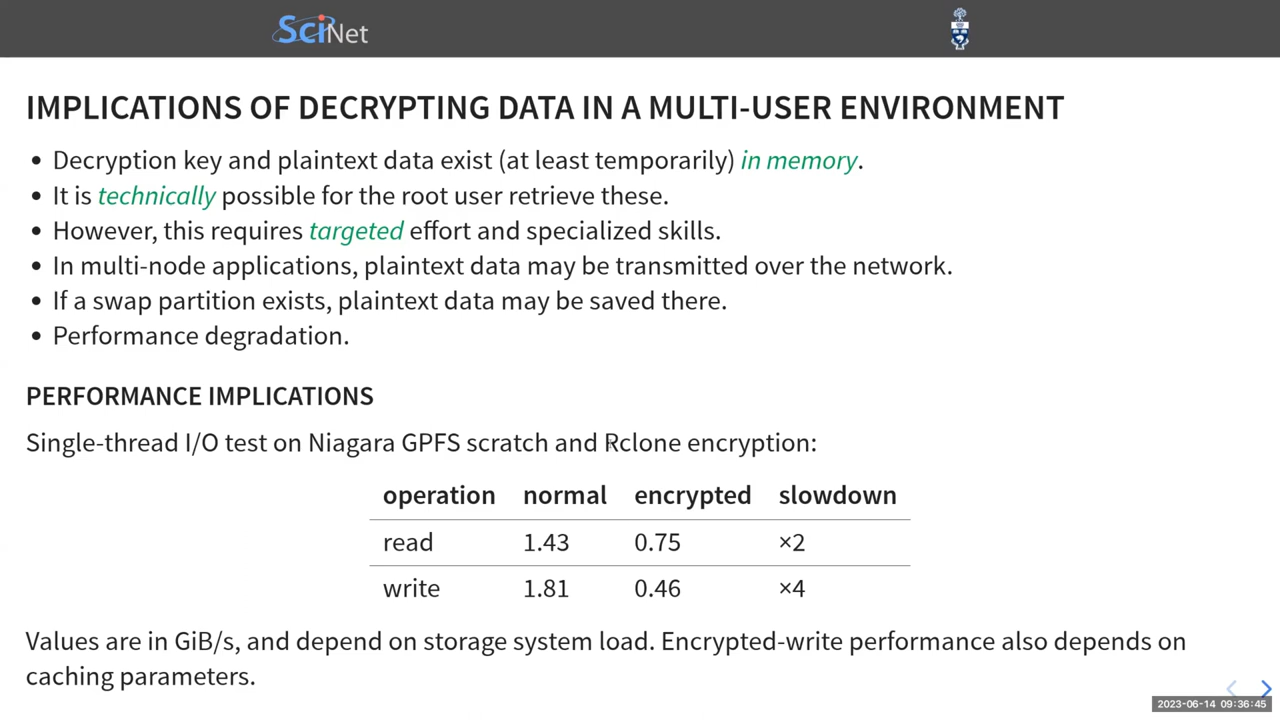 SciNet
IMPLICATIONS OF DECRYPTING DATA IN A MULTI-USER ENVIRONMENT
• Decryption key and plaintext data exist (at least temporarily) in memory.
• It is technically possible for the root user retrieve these.
• However, this requires targeted effort and specialized skills.
• In multi-node applications, plaintext data may be transmitted over the network.
• If a swap partition exists, plaintext data may be saved there.
• Performance degradation.
PERFORMANCE IMPLICATIONS
Single-thread I/O test on Niagara GPFS scratch and Rclone encryption:
operation normal encrypted slowdown
read 1.43 0.75 ×2
write 1.81 0.46 ×4
Values are in GiB/s, and depend on storage system load. Encrypted-write performance also depends on
caching parameters.
2023-06-14 09:36:45